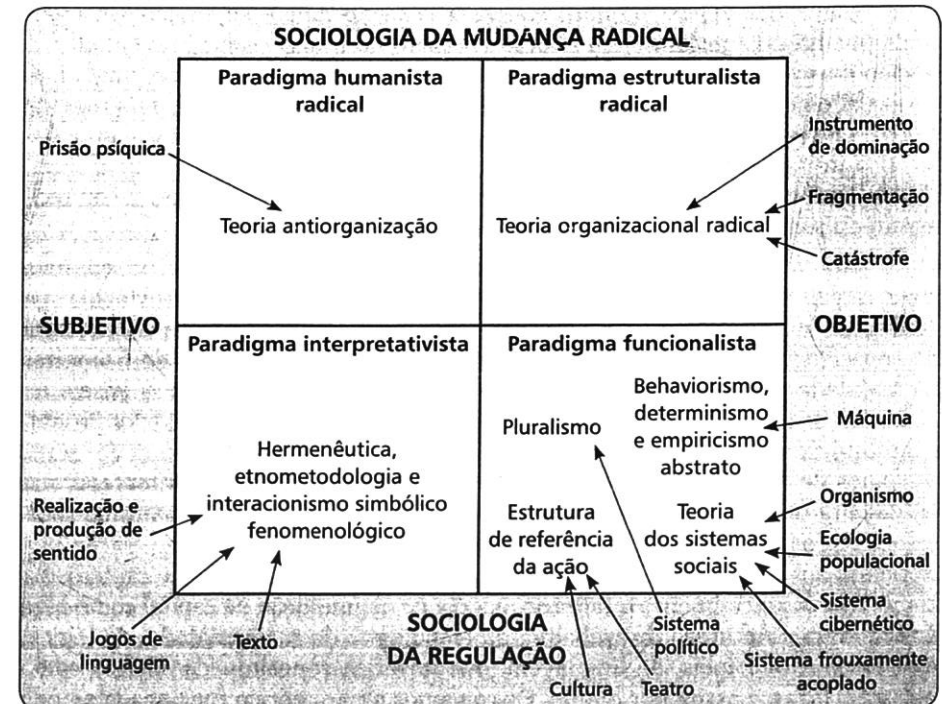 SOCIOLOGIA DA MUDANÇA RADICAL
Paradigma humanista
radical
Paradigma estruturalista
radical
Prisão psíquica
Instrumento
de dominação
Fragmentação
Teoria antiorganização
Teoria organizacional radical
Catástrofe
SUBJETIVO
OBJETIVO
Paradigma interpretativista
Paradigma funcionalista
Behaviorismo,
determinismo
e empiricismo
abstrato
Pluralismo
Máquina
Hermenêutica,
etnometodologia e
interacionismo simbólico
fenomenológico
Realização e
produção de
sentido
Estrutura
de referência
da ação
Teoria
dos sistemas
sociais
Organismo
Ecologia
populacional
Sistema
cibernético
Jogos de
linguagem
Texto
SOCIOLOGIA
DA REGULAÇÃO
Sistema
político
Sistema frouxamente
acoplado
Cultura
Teatro